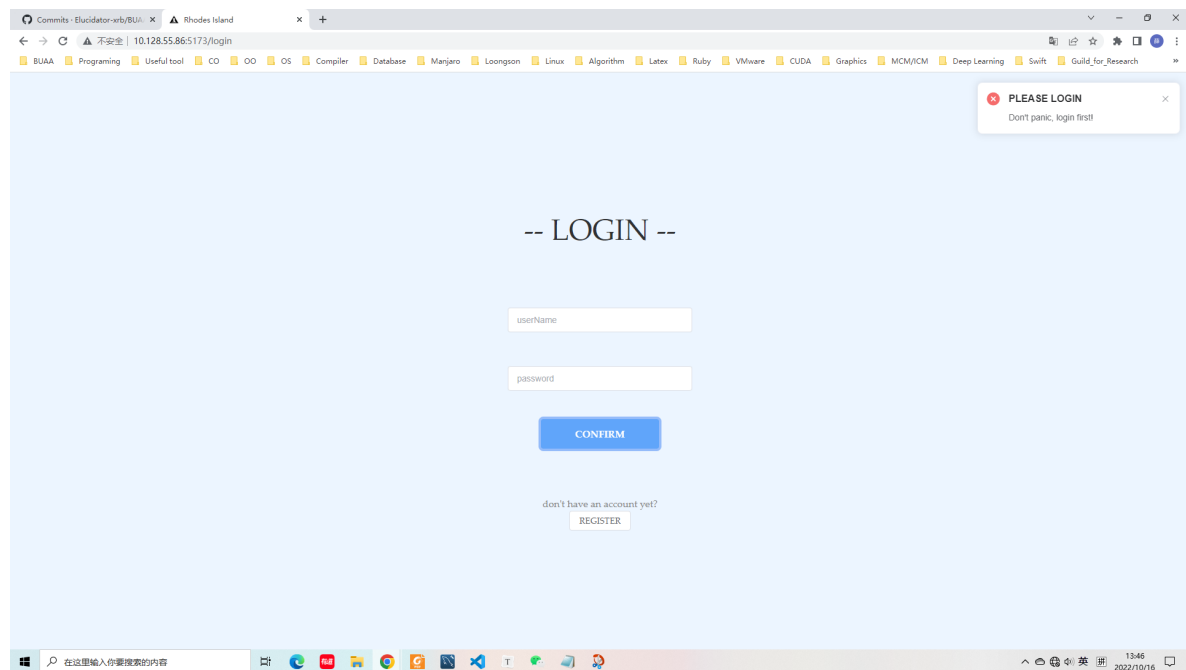 Commits · Elucidator-xrb/BUA
Rhodes Island
不安全 | 10.128.55.86:5173/login
BUAA Programing Useful tool CO OO OS Compiler Database Manjaro Loongson Linux Algorithm Latex Ruby VMware CUDA Graphics MCM/ICM Deep Learning Swift Guild_for_Research »
PLEASE LOGIN
Don't panic, login first!
-- LOGIN --
userName
password
CONFIRM
don't have an account yet?
REGISTER
在这里输入你要搜索的内容
英
拼
13:46
2022/10/16